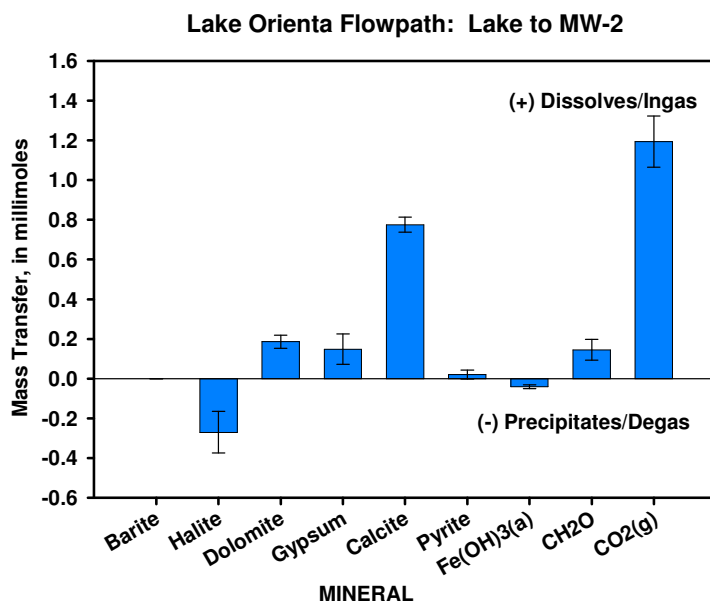 Lake Orienta Flowpath:  Lake to MW-2
1.6
1.4
1.2
1.0
0.8
0.6
0.4
0.2
0.0
-0.2
-0.4
-0.6
Mass Transfer, in millimoles
(+) Dissolves/Ingas
(-) Precipitates/Degas
Barite
Halite
Dolomite
Gypsum
Calcite
Pyrite
Fe(OH)3(a)
CH2O
CO2(g)
MINERAL